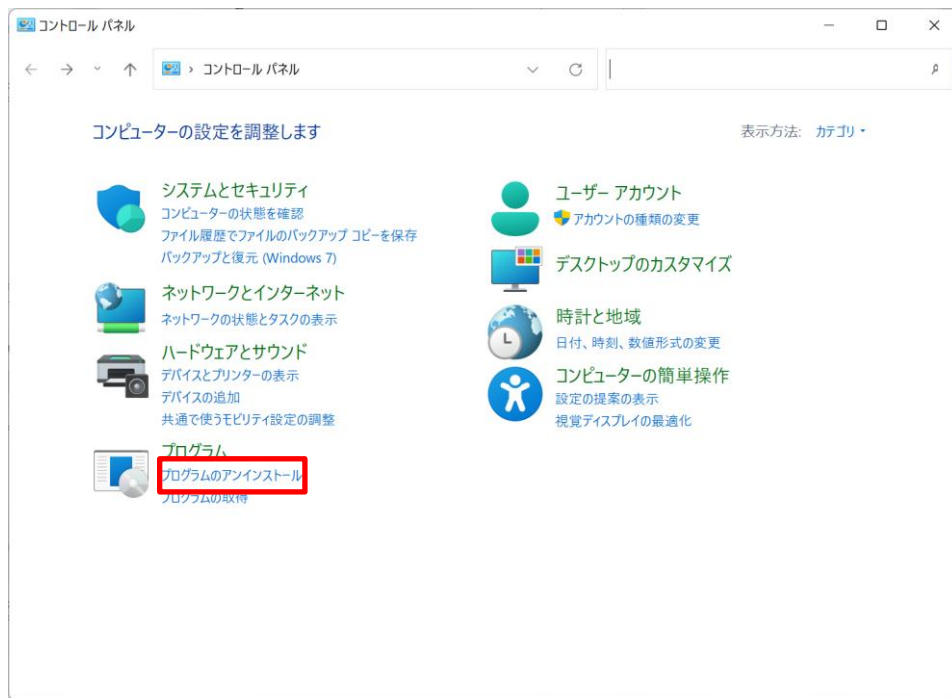 コントロール パネル
コントロール パネル
コンピューターの設定を調整します
表示方法: カテゴリ
システムとセキュリティ
コンピューターの状態を確認
ファイル履歴でファイルのバックアップ コピーを保存
バックアップと復元 (Windows 7)
ネットワークとインターネット
ネットワークの状態とタスクの表示
ハードウェアとサウンド
デバイスとプリンターの表示
デバイスの追加
共通で使うモビリティ設定の調整
プログラム
プログラムのアンインストール
プログラムの取得
ユーザー アカウント
アカウントの種類の変更
デスクトップのカスタマイズ
時計と地域
日付、時刻、数値形式の変更
コンピューターの簡単操作
設定の提案の表示
視覚ディスプレイの最適化